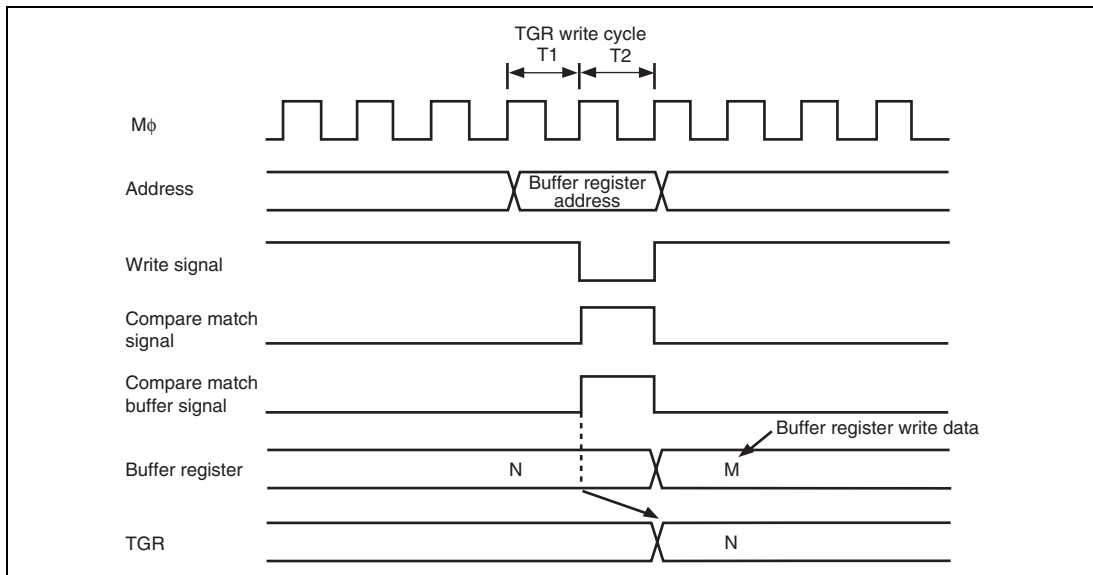 TGR write cycle
T1 T2
Mϕ
Address
Buffer register
address
Write signal
Compare match
signal
Compare match
buffer signal
Buffer register write data
Buffer register
N M
TGR
N